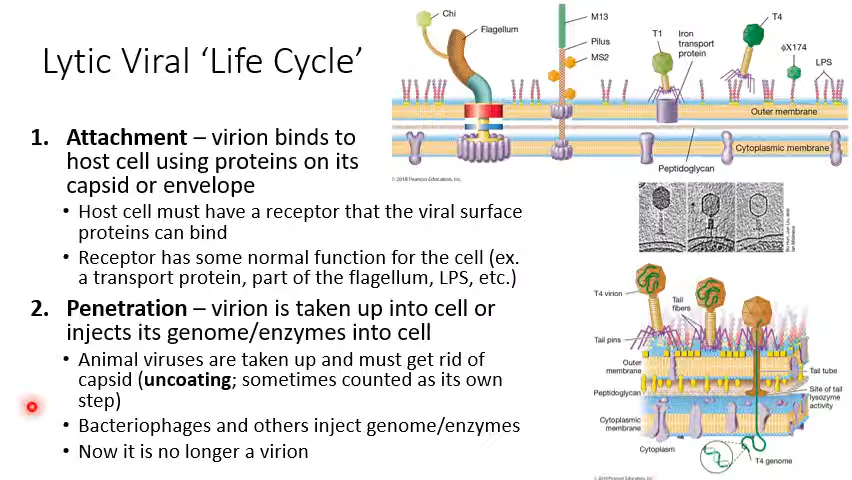 Lytic Viral ‘Life Cycle’
1. Attachment – virion binds to
host cell using proteins on its
capsid or envelope
• Host cell must have a receptor that the viral surface
proteins can bind
• Receptor has some normal function for the cell (ex.
a transport protein, part of the flagellum, LPS, etc.)
2. Penetration – virion is taken up into cell or
injects its genome/enzymes into cell
• Animal viruses are taken up and must get rid of
capsid (uncoating; sometimes counted as its own
step)
• Bacteriophages and others inject genome/enzymes
• Now it is no longer a virion
Chi
Flagellum
M13
Pilus
MS2
T1
Iron
transport
protein
T4
ϕX174
LPS
Outer membrane
Cytoplasmic membrane
Peptidoglycan
© 2018 Pearson Education, Inc.
T4 virion
Tail
fibers
Tail pins
Outer
membrane
Peptidoglycan
Cytoplasmic
membrane
Cytoplasm
Tail tube
Site of tail
lysozyme
activity
T4 genome
© 2018 Pearson Education, Inc.